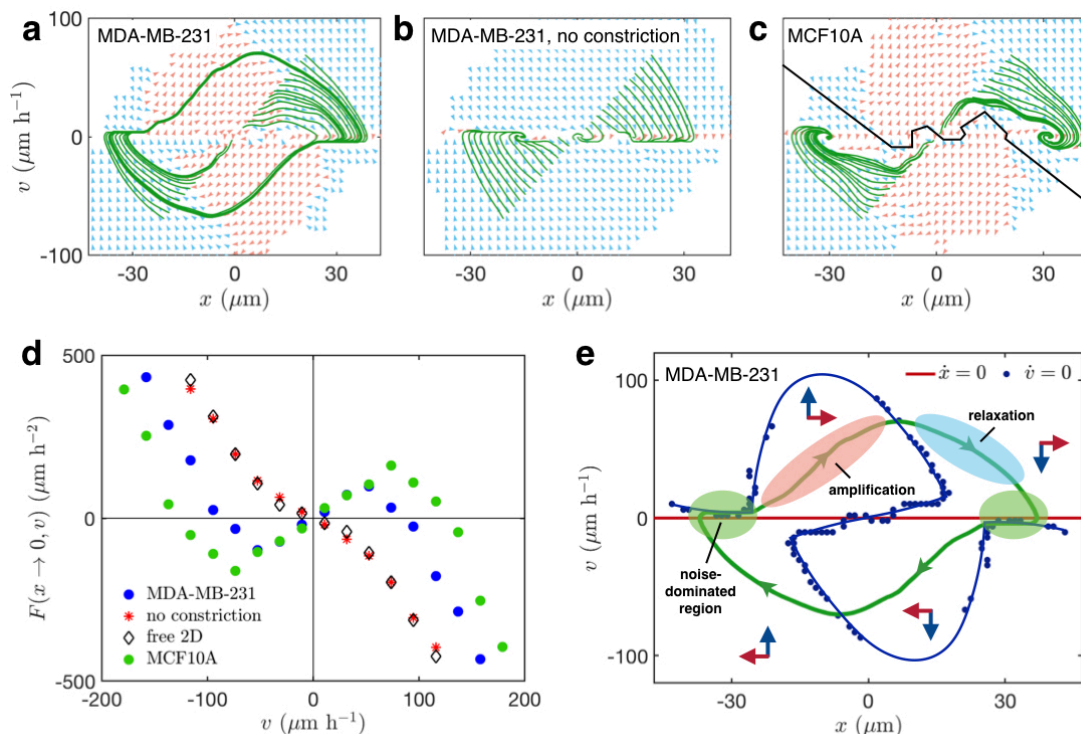 a MDA-MB-231
b MDA-MB-231, no constriction
c MCF10A
v (μm h⁻¹)
100
0
-100
-30 0 30
x (μm)
-30 0 30
x (μm)
-30 0 30
x (μm)
d
F(x → 0, v) (μm h⁻²)
500
0
-500
MDA-MB-231
no constriction
free 2D
MCF10A
-200 -100 0 100 200
v (μm h⁻¹)
e MDA-MB-231
ẋ = 0 v̇ = 0
v (μm h⁻¹)
100
0
-100
relaxation
amplification
noise-
dominated
region
-30 0 30
x (μm)